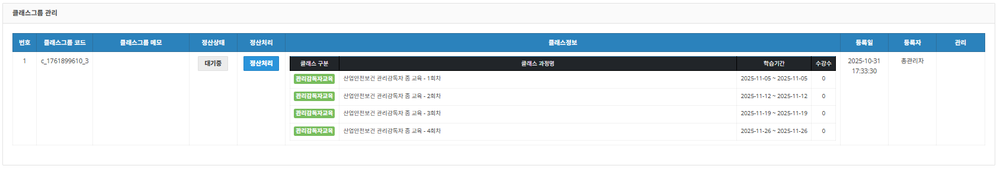 클래스그룹 관리
번호 클래스그룹 코드 클래스그룹 메모 정산상태 정산처리 클래스정보 등록일 등록자 관리
1 c_1761899610_3 대기중 정산처리 클래스 구분 클래스 과정명 학습기간 수강수 2025-10-31 총관리자
17:33:30
관리감독자교육 산업안전보건 관리감독자 줌 교육 - 1회차 2025-11-05 ~ 2025-11-05 0
관리감독자교육 산업안전보건 관리감독자 줌 교육 - 2회차 2025-11-12 ~ 2025-11-12 0
관리감독자교육 산업안전보건 관리감독자 줌 교육 - 3회차 2025-11-19 ~ 2025-11-19 0
관리감독자교육 산업안전보건 관리감독자 줌 교육 - 4회차 2025-11-26 ~ 2025-11-26 0